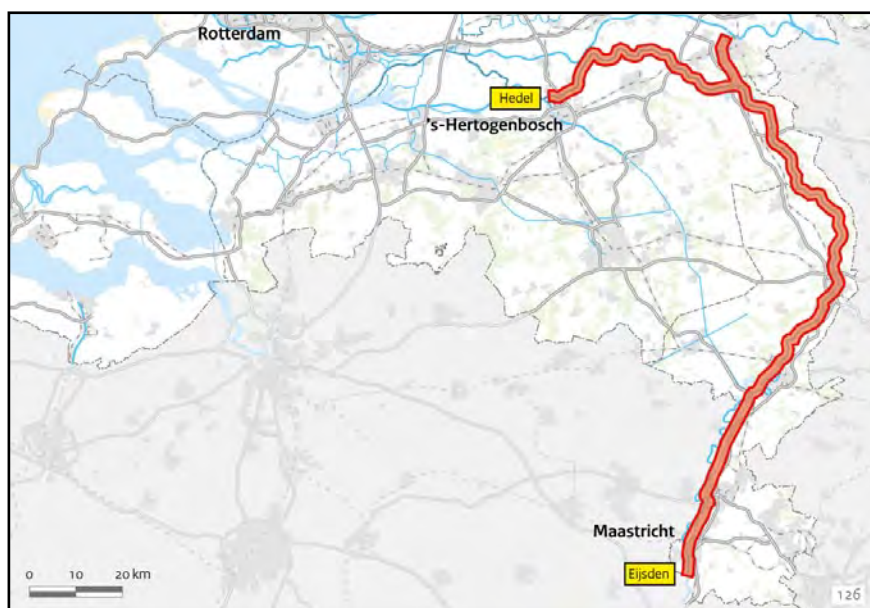 Rotterdam
Hedel
's-Hertogenbosch
Maastricht
Eijsden
0 10 20 km
126